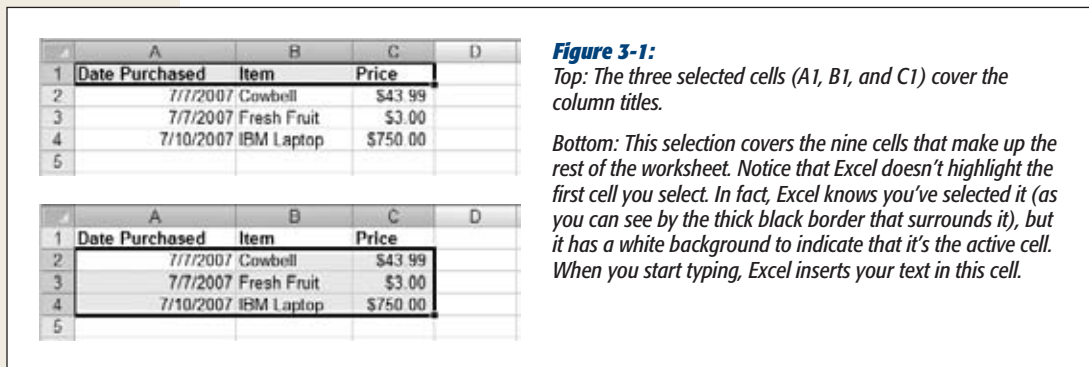 A B C D
1 Date Purchased Item Price
2 7/7/2007 Cowbell $43.99
3 7/7/2007 Fresh Fruit $3.00
4 7/10/2007 IBM Laptop $750.00
5
A B C D
1 Date Purchased Item Price
2 7/7/2007 Cowbell $43.99
3 7/7/2007 Fresh Fruit $3.00
4 7/10/2007 IBM Laptop $750.00
5
Figure 3-1:
Top: The three selected cells (A1, B1, and C1) cover the
column titles.
Bottom: This selection covers the nine cells that make up the
rest of the worksheet. Notice that Excel doesn’t highlight the
first cell you select. In fact, Excel knows you’ve selected it (as
you can see by the thick black border that surrounds it), but
it has a white background to indicate that it’s the active cell.
When you start typing, Excel inserts your text in this cell.